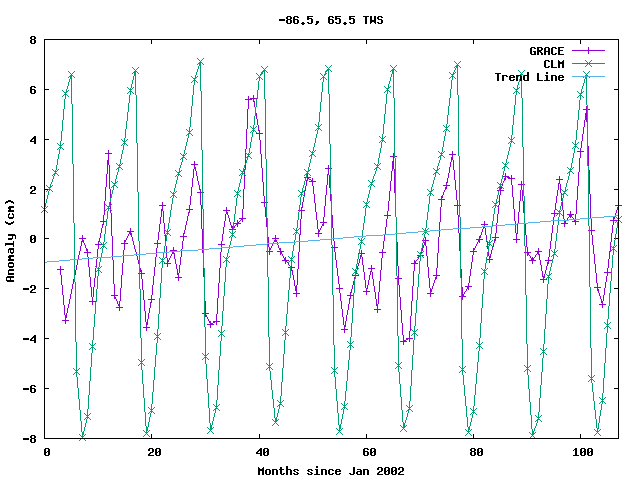 -86.5, 65.5 TWS
GRACE
CLM
Trend Line
8
6
4
2
0
-2
-4
-6
-8
Anomaly (cm)
0 20 40 60 80 100
Months since Jan 2002